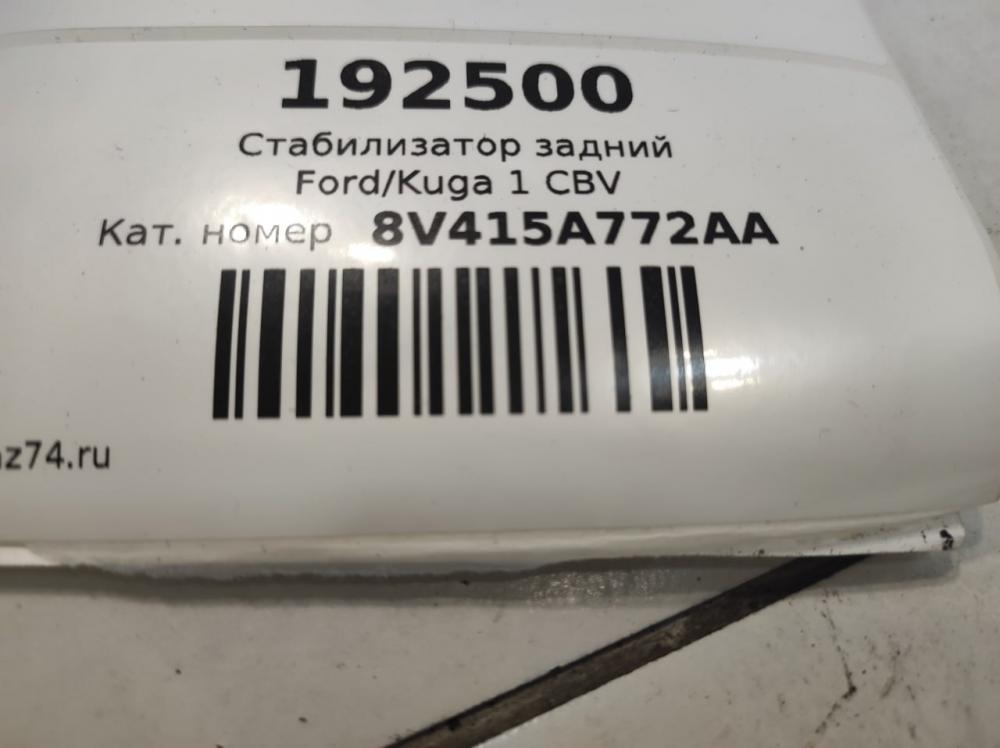 192500
Стабилизатор задний
Ford/Kuga 1 CBV
Кат. номер 8V415A772AA
z74.ru